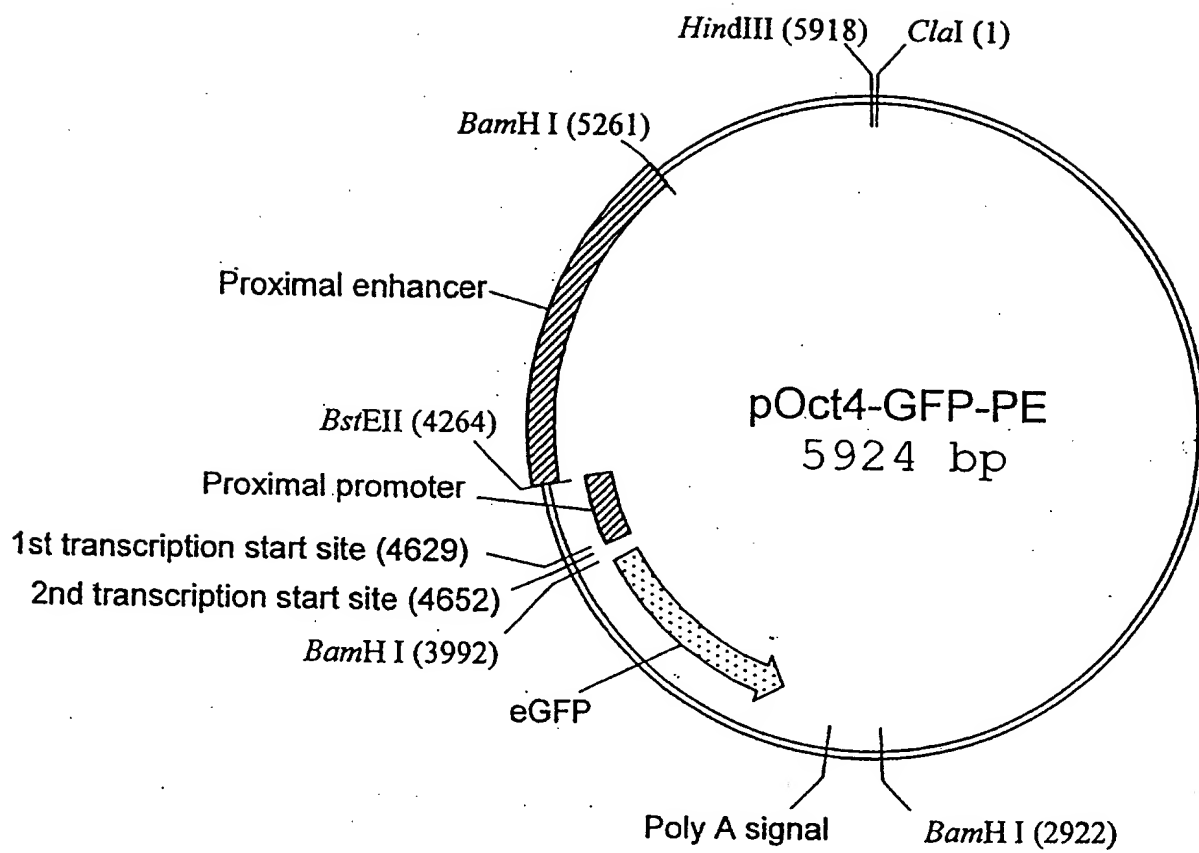 HindIII (5918)
ClaI (1)
BamH I (5261)
Proximal enhancer
pOct4-GFP-PE
5924 bp
BstEII (4264)
Proximal promoter
1st transcription start site (4629)
2nd transcription start site (4652)
BamH I (3992)
eGFP
Poly A signal
BamH I (2922)